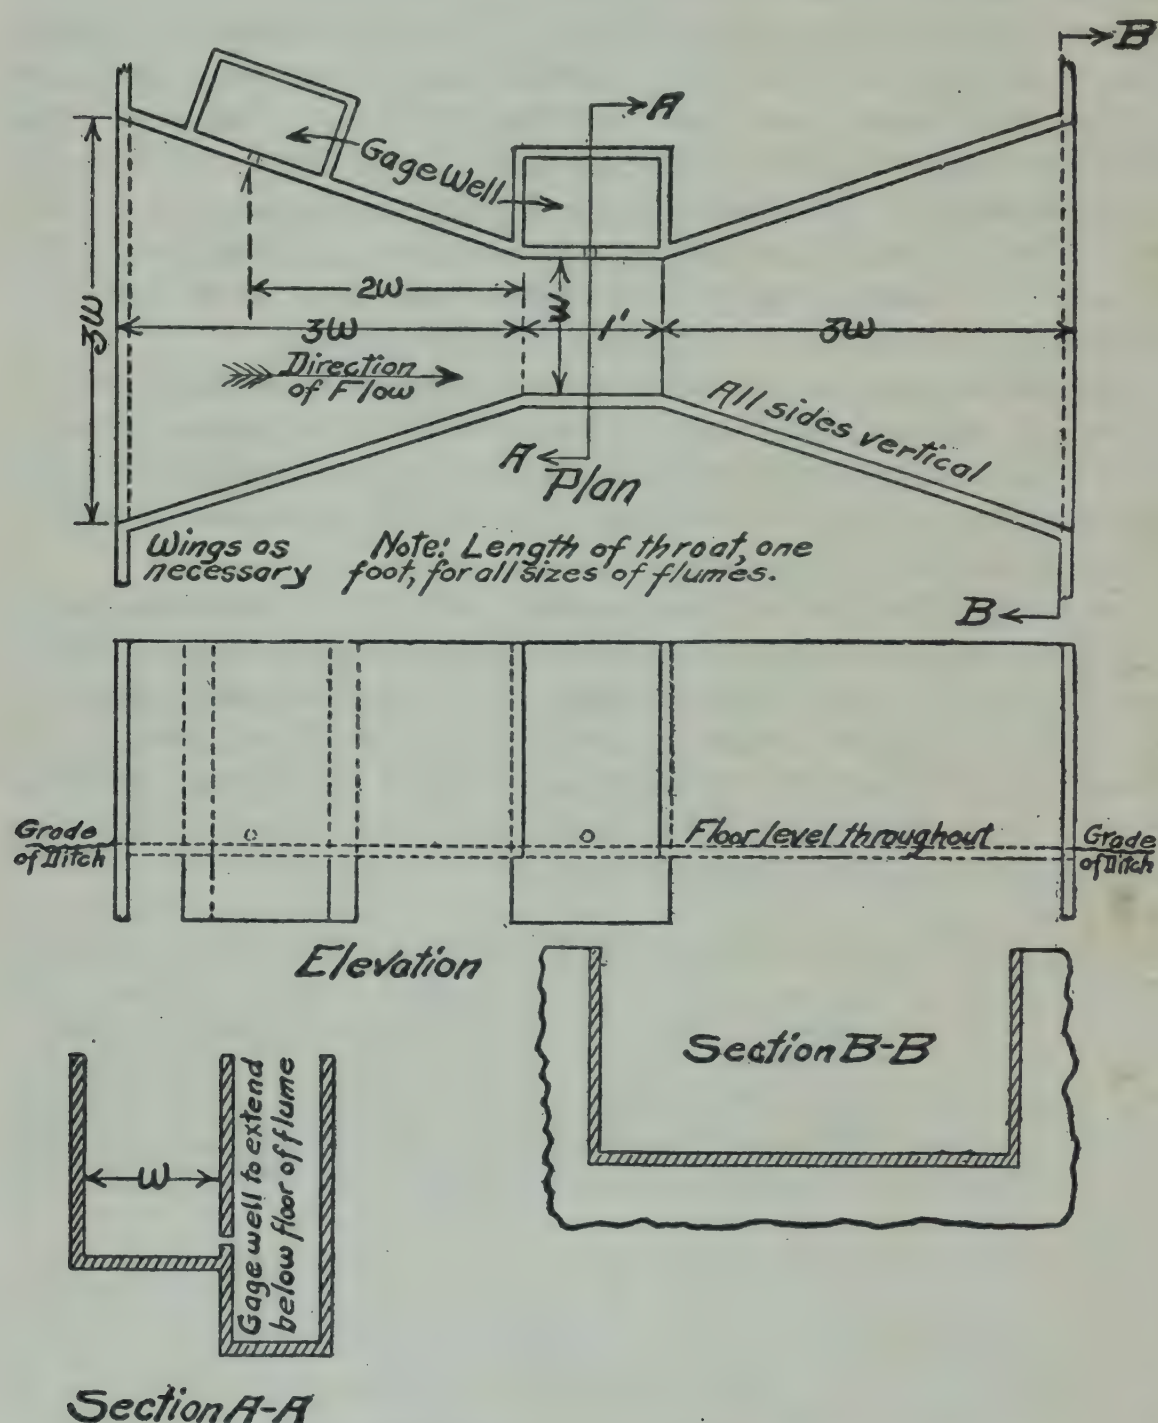 B
A
Gage Well
3W
2W
W
3W
1'
3W
Direction
of Flow
All sides vertical
A
Plan
Wings as
necessary
Note: Length of throat, one
foot, for all sizes of flumes.
B
Grade
of Ditch
Floor level throughout
Grade
of Ditch
Elevation
Section B-B
W
Gage well to extend
below floor of flume
Section A-A